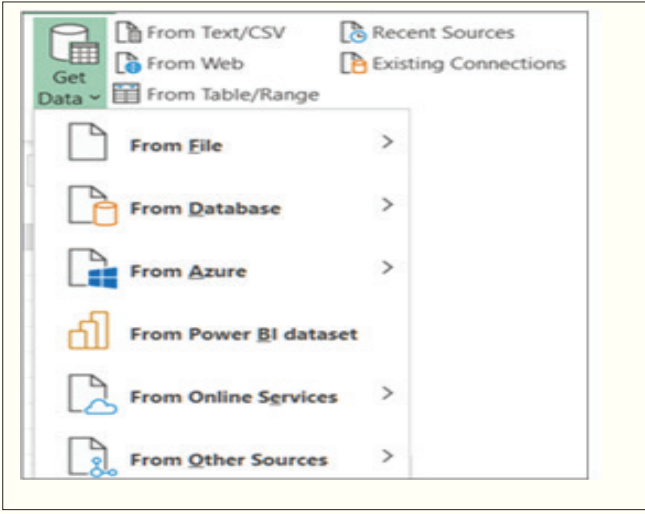 Get
Data
From Text/CSV
From Web
From Table/Range
Recent Sources
Existing Connections
From File
From Database
From Azure
From Power BI dataset
From Online Services
From Other Sources